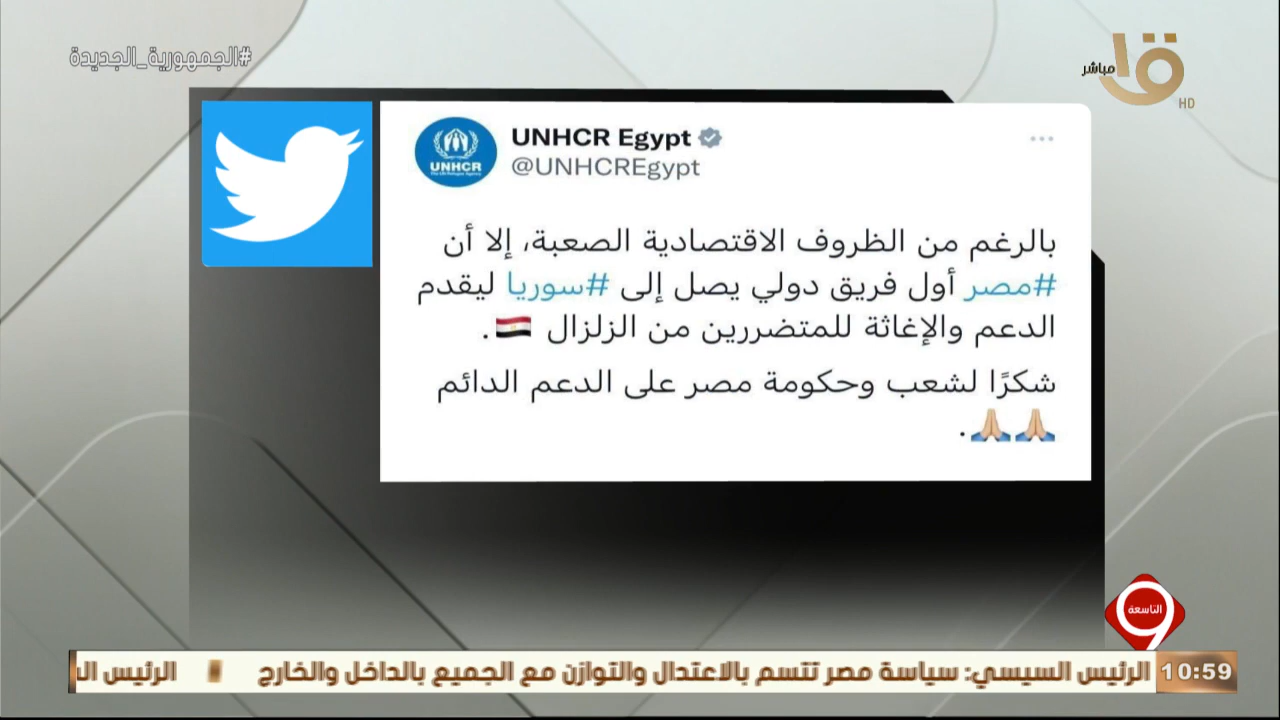 #الجمهورية_الجديدة
مباشر
HD
UNHCR
UNHCR Egypt
@UNHCREgypt
بالرغم من الظروف الاقتصادية الصعبة، إلا أن
#مصر أول فريق دولي يصل إلى #سوريا ليقدم
الدعم والإغاثة للمتضررين من الزلزال 🇪🇬.
شكرًا لشعب وحكومة مصر على الدعم الدائم
🙏🏼🙏🏼.
التاسعة
9
10:59
الرئيس السيسي: سياسة مصر تتسم بالاعتدال والتوازن مع الجميع بالداخل والخارج
الرئيس